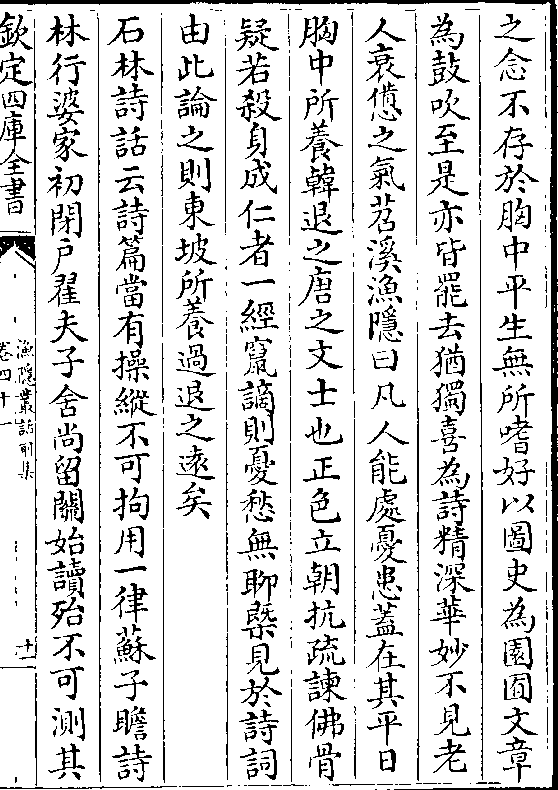 之念不存於胸中平生無所嗜好以圖史為園囿文章
為鼓吹至是亦皆罷去猶獨喜為詩精深華妙不見老
人衰憊之氣苕溪漁隱曰凡人能處憂患蓋在其平日
胸中所養韓退之唐之文士也正色立朝抗疏諫佛骨
疑若殺身成仁者一經竄謫則憂愁無聊槩見於詩詞
由此論之則東坡所養過退之遠矣
石林詩話云詩篇當有操縱不可拘用一律蘇子瞻詩
林行婆家初閉戸翟夫子舍尚留關始讀殆不可測其
欽定四庫全書
漁隱叢話前集
卷四十一
十一